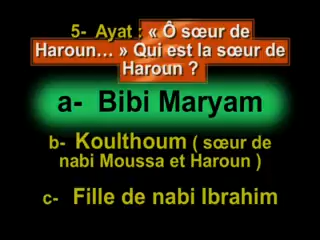 5- Ayat : « Ô sœur de
Haroun... » Qui est la sœur de
Haroun ?
a- Bibi Maryam
b- Koulthoum ( sœur de
nabi Moussa et Haroun )
c- Fille de nabi Ibrahim